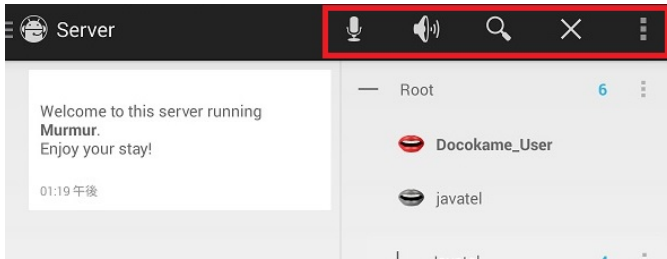 Server
Welcome to this server running
Murmur.
Enjoy your stay!
01:19 午後
Root 6
Docokame_User
javatel